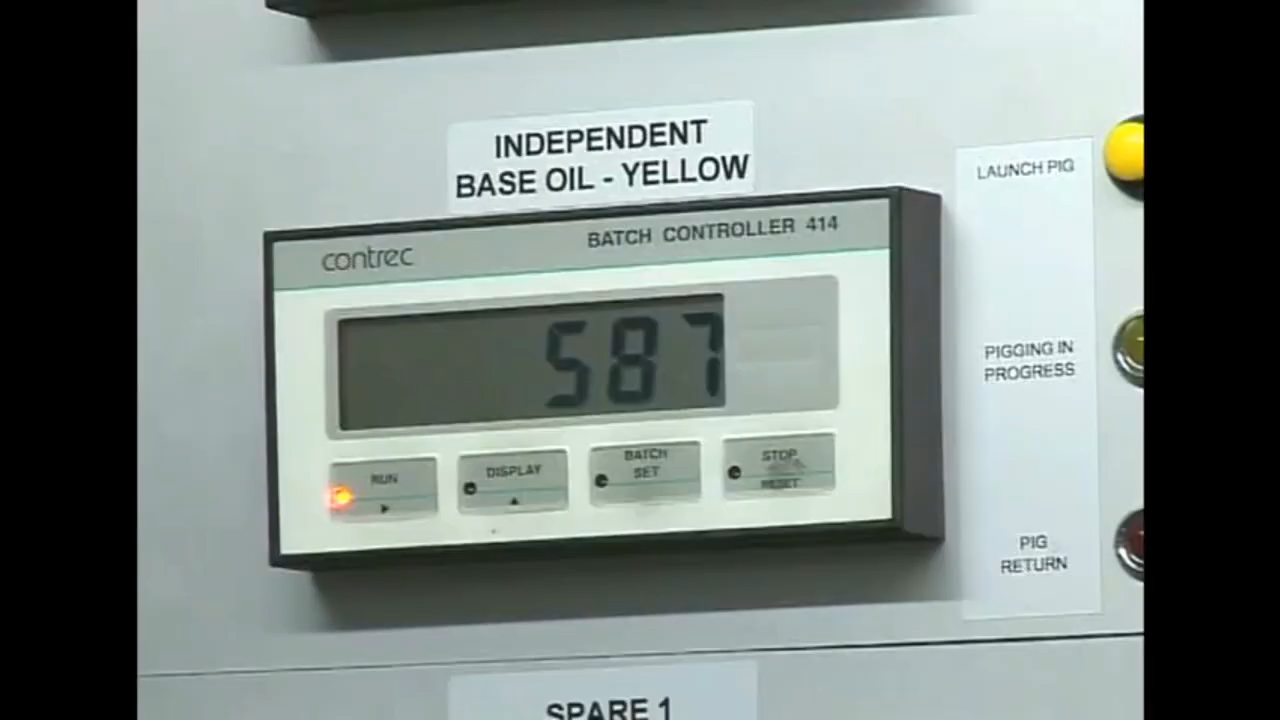 INDEPENDENT
BASE OIL - YELLOW
contrec
BATCH CONTROLLER 414
587
RUN
DISPLAY
BATCH
SET
STOP
RESET
LAUNCH PIG
PIGGING IN
PROGRESS
PIG
RETURN
SPARE 1